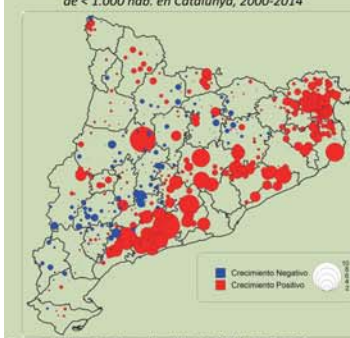 de < 1.000 hab. en Catalunya, 2000-2014
Crecimiento Negativo
Crecimiento Positivo